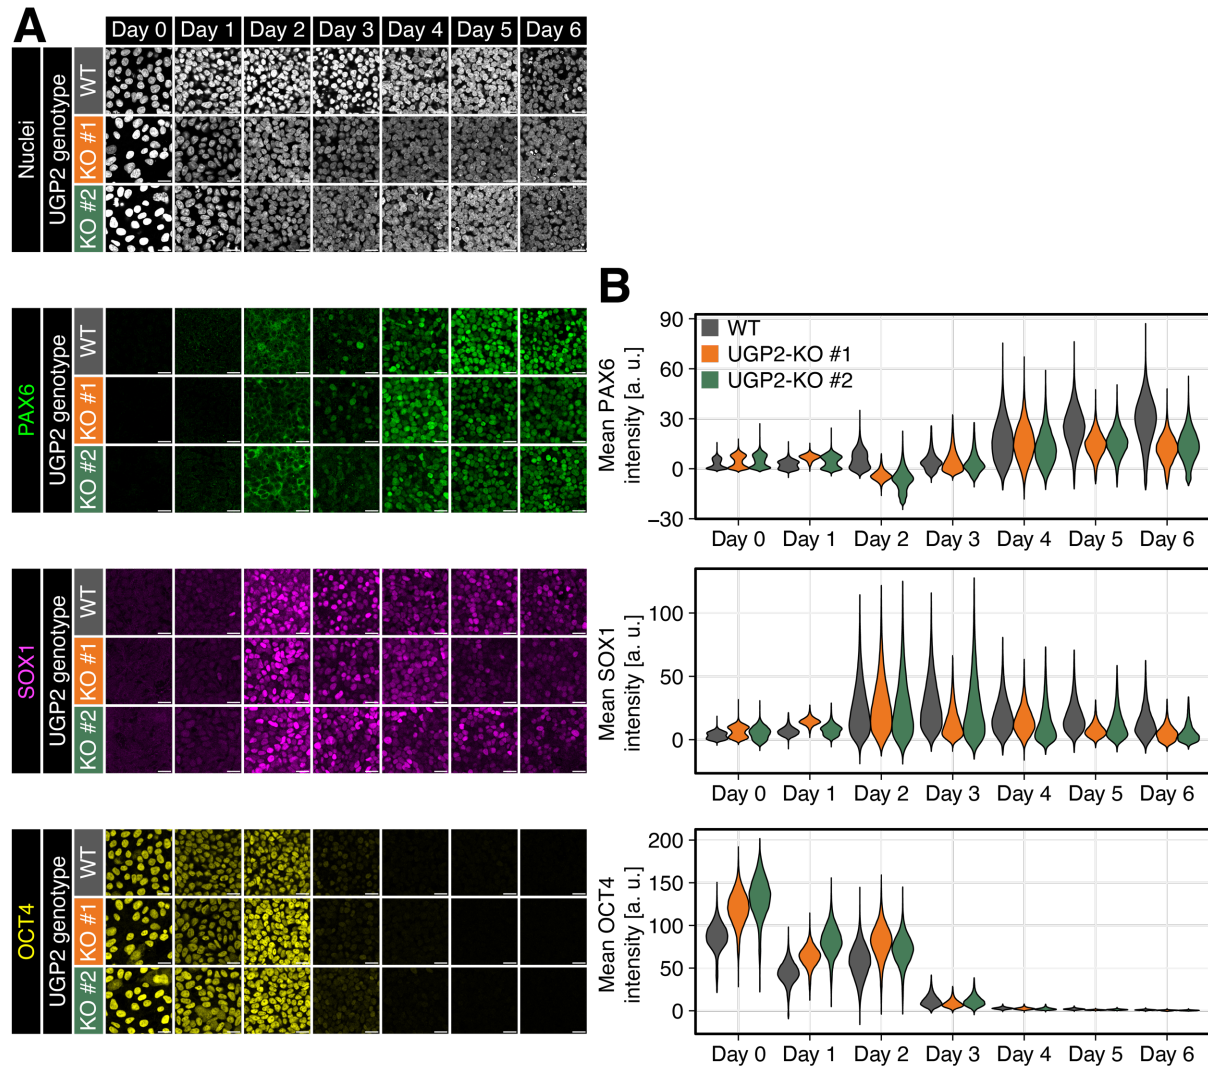 A
Day 0 Day 1 Day 2 Day 3 Day 4 Day 5 Day 6
Nuclei
UGP2 genotype
WT
KO #1
KO #2
PAX6
UGP2 genotype
WT
KO #1
KO #2
SOX1
UGP2 genotype
WT
KO #1
KO #2
OCT4
UGP2 genotype
WT
KO #1
KO #2
B
Mean PAX6
intensity [a. u.]
90
60
30
0
−30
WT
UGP2-KO #1
UGP2-KO #2
Day 0 Day 1 Day 2 Day 3 Day 4 Day 5 Day 6
Mean SOX1
intensity [a. u.]
100
50
0
Day 0 Day 1 Day 2 Day 3 Day 4 Day 5 Day 6
Mean OCT4
intensity [a. u.]
200
150
100
50
0
Day 0 Day 1 Day 2 Day 3 Day 4 Day 5 Day 6